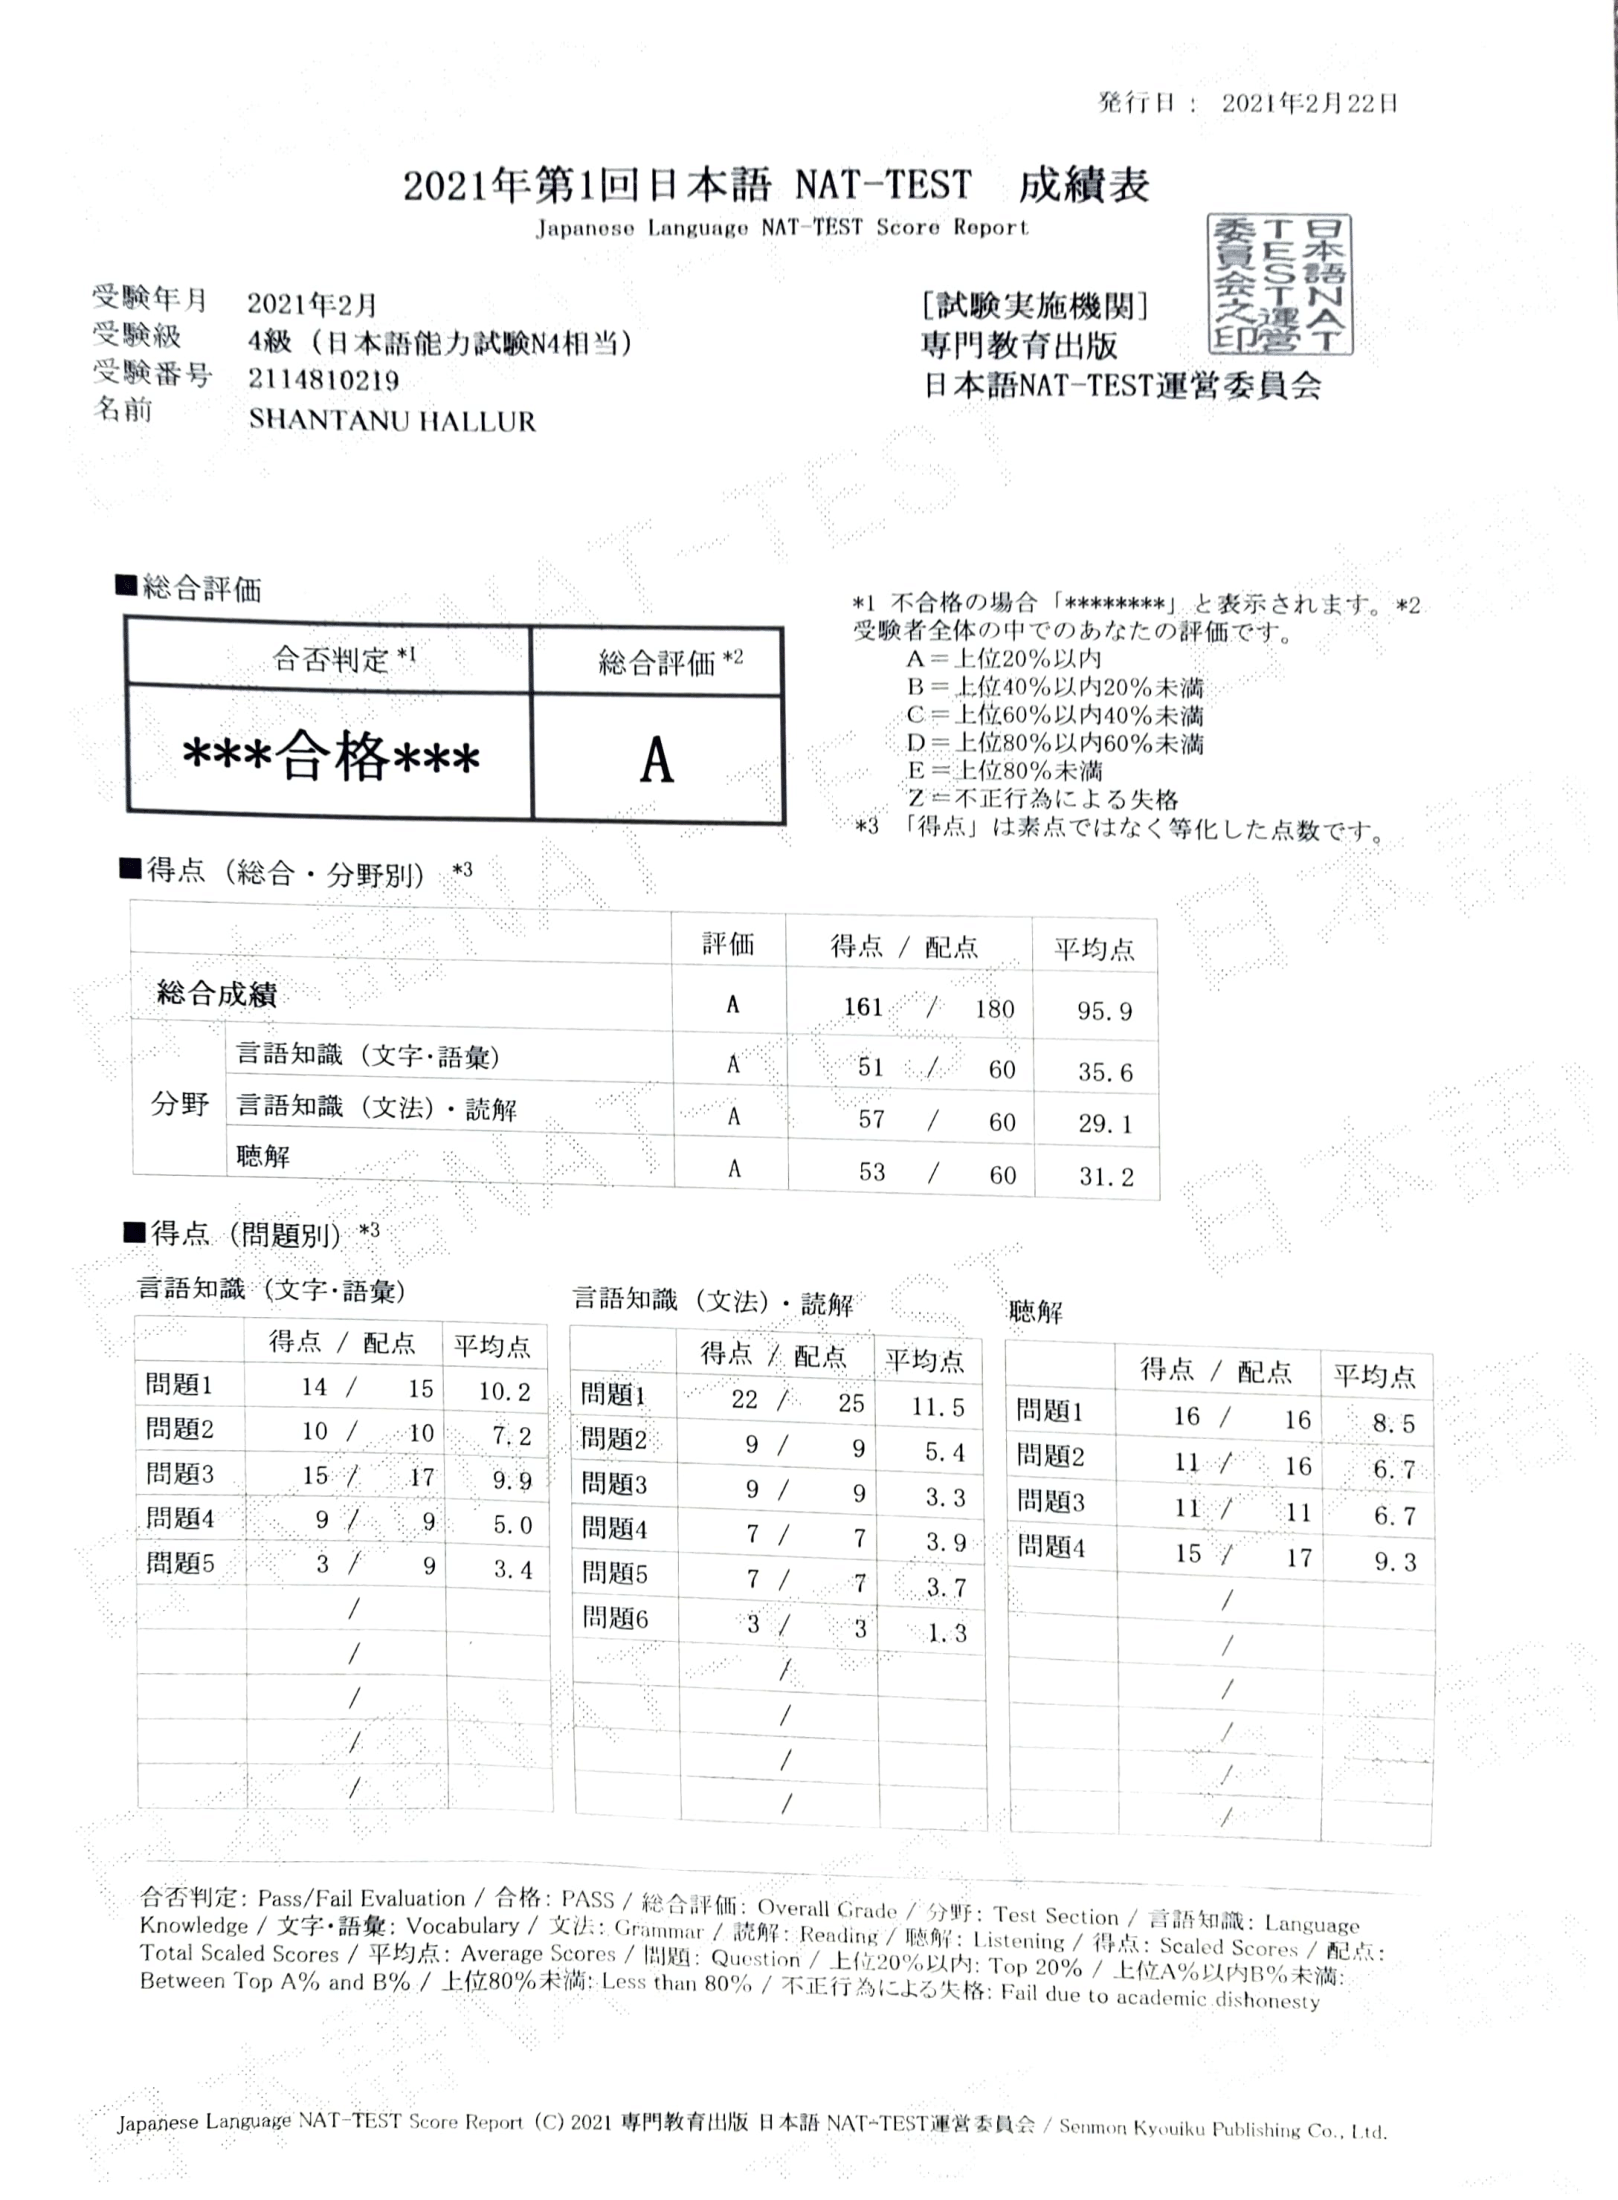 発行日： 2021年2月22日
2021年第1回日本語 NAT-TEST 成績表
Japanese Language NAT-TEST Score Report
受験年月 2021年2月
受験級 4級（日本語能力試験N4相当）
受験番号 2114810219
名前 SHANTANU HALLUR
[試験実施機関]
専門教育出版
日本語NAT-TEST運営委員会
日本語NAT
TEST運営
委員会之印
■総合評価
合否判定*1 総合評価*2
***合格*** A
*1 不合格の場合「********」と表示されます。*2
受験者全体の中でのあなたの評価です。
A＝上位20%以内
B＝上位40%以内20%未満
C＝上位60%以内40%未満
D＝上位80%以内60%未満
E＝上位80%未満
Z＝不正行為による失格
*3 「得点」は素点ではなく等化した点数です。
■得点（総合・分野別） *3
評価 得点 / 配点 平均点
総合成績 A 161 / 180 95.9
分野
言語知識（文字・語彙） A 51 / 60 35.6
言語知識（文法）・読解 A 57 / 60 29.1
聴解 A 53 / 60 31.2
■得点（問題別） *3
言語知識（文字・語彙）
得点 / 配点 平均点
問題1 14 / 15 10.2
問題2 10 / 10 7.2
問題3 15 / 17 9.9
問題4 9 / 9 5.0
問題5 3 / 9 3.4
/
/
/
/
/
言語知識（文法）・読解
得点 / 配点 平均点
問題1 22 / 25 11.5
問題2 9 / 9 5.4
問題3 9 / 9 3.3
問題4 7 / 7 3.9
問題5 7 / 7 3.7
問題6 3 / 3 1.3
/
/
/
/
聴解
得点 / 配点 平均点
問題1 16 / 16 8.5
問題2 11 / 16 6.7
問題3 11 / 11 6.7
問題4 15 / 17 9.3
/
/
/
/
/
/
合否判定: Pass/Fail Evaluation / 合格: PASS / 総合評価: Overall Grade / 分野: Test Section / 言語知識: Language
Knowledge / 文字・語彙: Vocabulary / 文法: Grammar / 読解: Reading / 聴解: Listening / 得点: Scaled Scores / 配点:
Total Scaled Scores / 平均点: Average Scores / 問題: Question / 上位20%以内: Top 20% / 上位A%以内B%未満:
Between Top A% and B% / 上位80%未満: Less than 80% / 不正行為による失格: Fail due to academic dishonesty
Japanese Language NAT-TEST Score Report (C) 2021 専門教育出版 日本語 NAT-TEST運営委員会 / Senmon Kyouiku Publishing Co., Ltd.